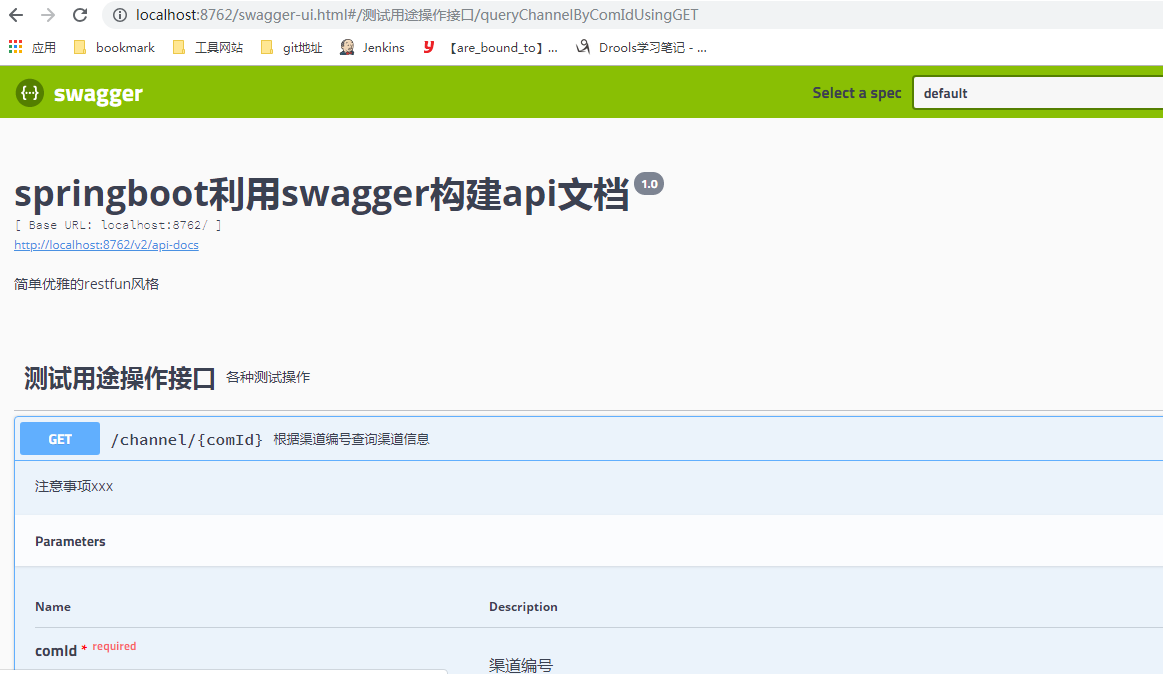 localhost:8762/swagger-ui.html#/测试用途操作接口/queryChannelByComIdUsingGET
应用 bookmark 工具网站 git地址 Jenkins y 【are_bound_to】... Drools学习笔记 - ...
{···} swagger Select a spec default
springboot利用swagger构建api文档 1.0
[ Base URL: localhost:8762/ ]
http://localhost:8762/v2/api-docs
简单优雅的restfun风格
测试用途操作接口 各种测试操作
GET /channel/{comId} 根据渠道编号查询渠道信息
注意事项xxx
Parameters
Name Description
comId * required
渠道编号